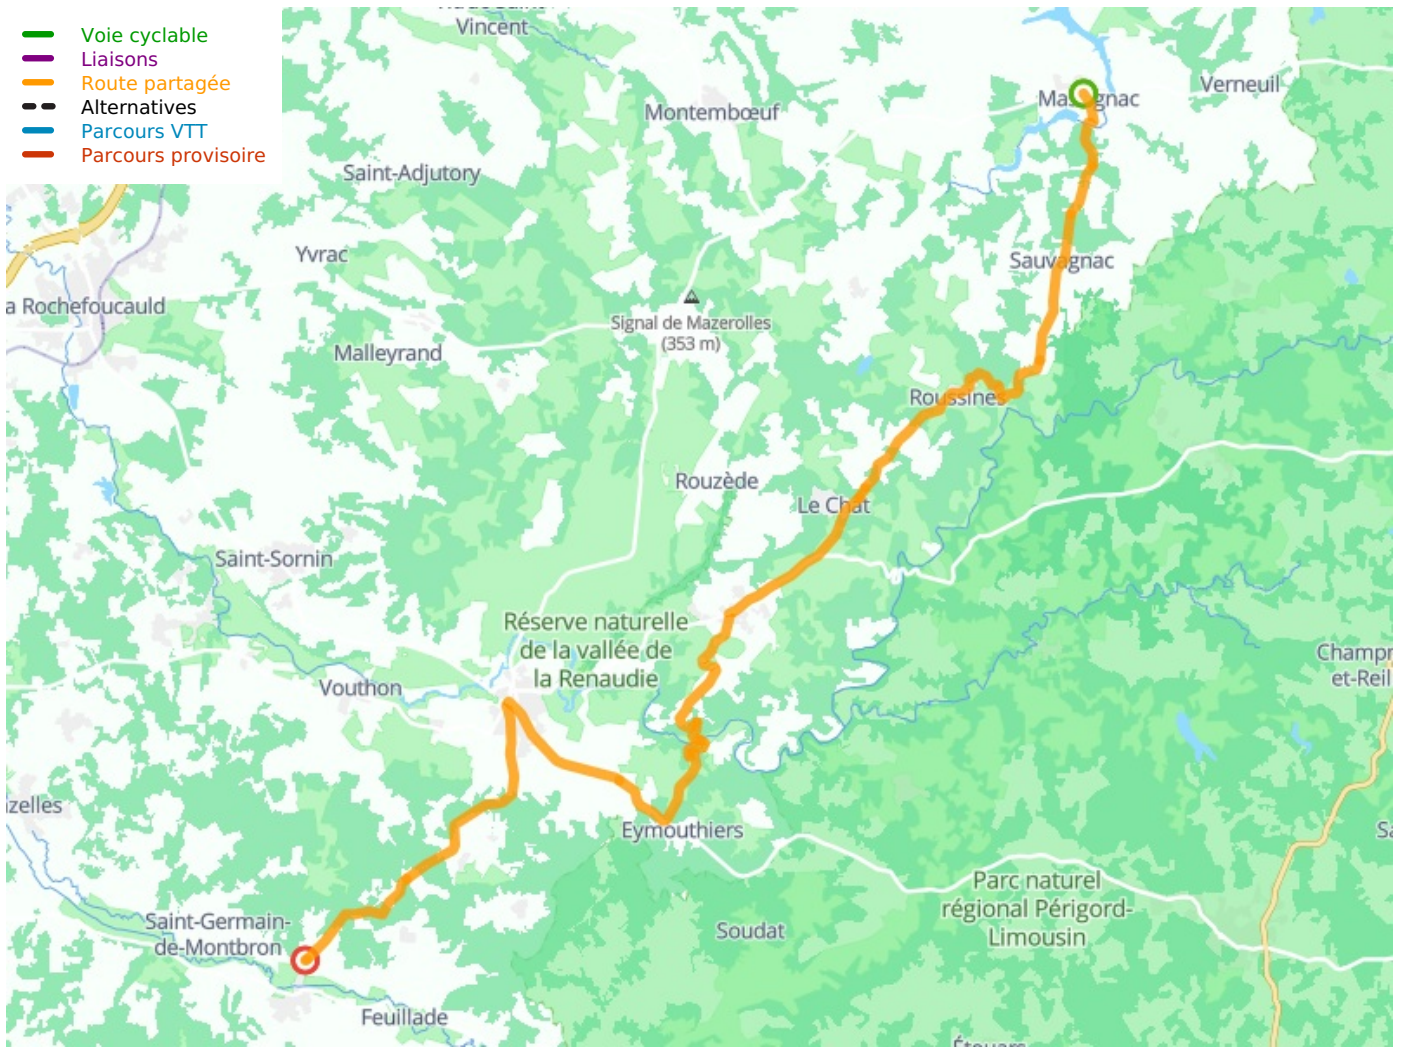 Voie cyclable
Liaisons
Route partagée
Alternatives
Parcours VTT
Parcours provisoire
Vincent
Montembœuf
Verneuil
Saint-Adjutory
Yvrac
Sauvagnac
a Rochefoucauld
Signal de Mazerolles
(353 m)
Malleyrand
Roussines
Rouzède
Le Chat
Saint-Sornin
Réserve naturelle
de la vallée de
la Renaudie
Vouthon
Champr
et-Reil
zelles
Eymouthiers
Sa
Parc naturel
régional Périgord-
Limousin
Saint-Germain-
de-Montbron
Soudat
Feuillade